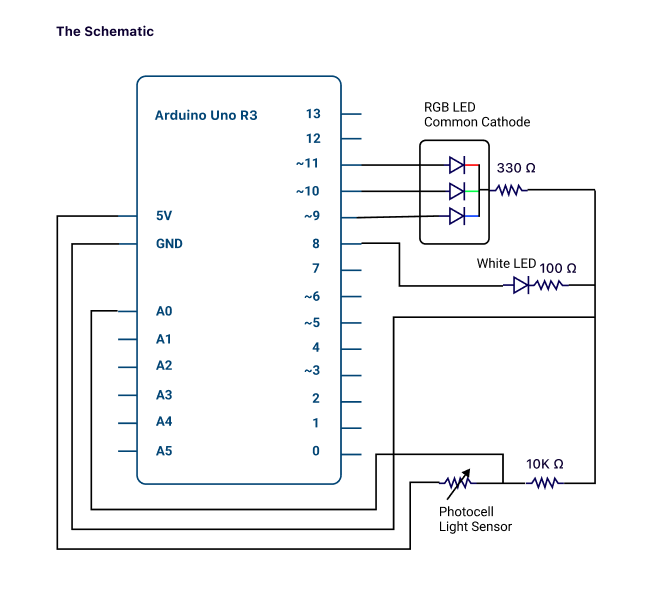 The Schematic
Arduino Uno R3
13
12
~11
~10
~9
8
7
~6
~5
4
~3
2
1
0
5V
GND
A0
A1
A2
A3
A4
A5
RGB LED
Common Cathode
330 Ω
White LED
100 Ω
10K Ω
Photocell
Light Sensor